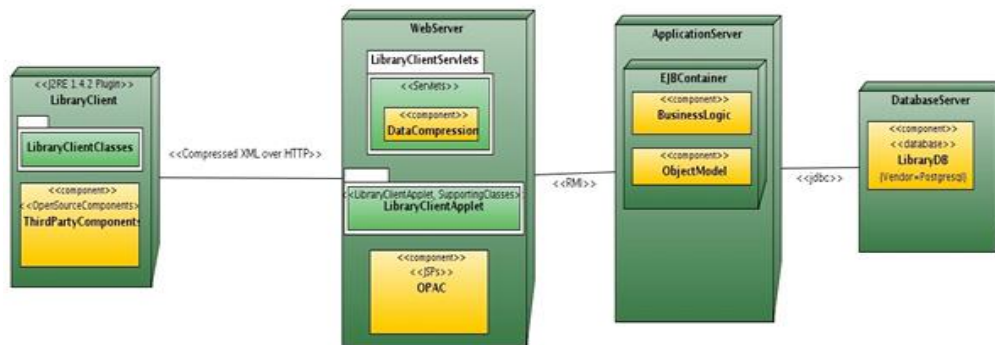 <<J2RE 1.4.2 Plugin>>
LibraryClient
LibraryClientClasses
<<component>>
<<OpenSourceComponents>>
ThirdPartyComponents
<<Compressed XML over HTTP>>
WebServer
LibraryClientServlets
<<Servlets>>
<<component>>
DataCompression
<<LibraryClientApplet, SupportingClasses>>
LibraryClientApplet
<<component>>
<<JSPs>>
OPAC
<<RMI>>
ApplicationServer
EJBContainer
<<component>>
BusinessLogic
<<component>>
ObjectModel
<<jdbc>>
DatabaseServer
<<component>>
<<database>>
LibraryDB
{Vendor=Postgresql}